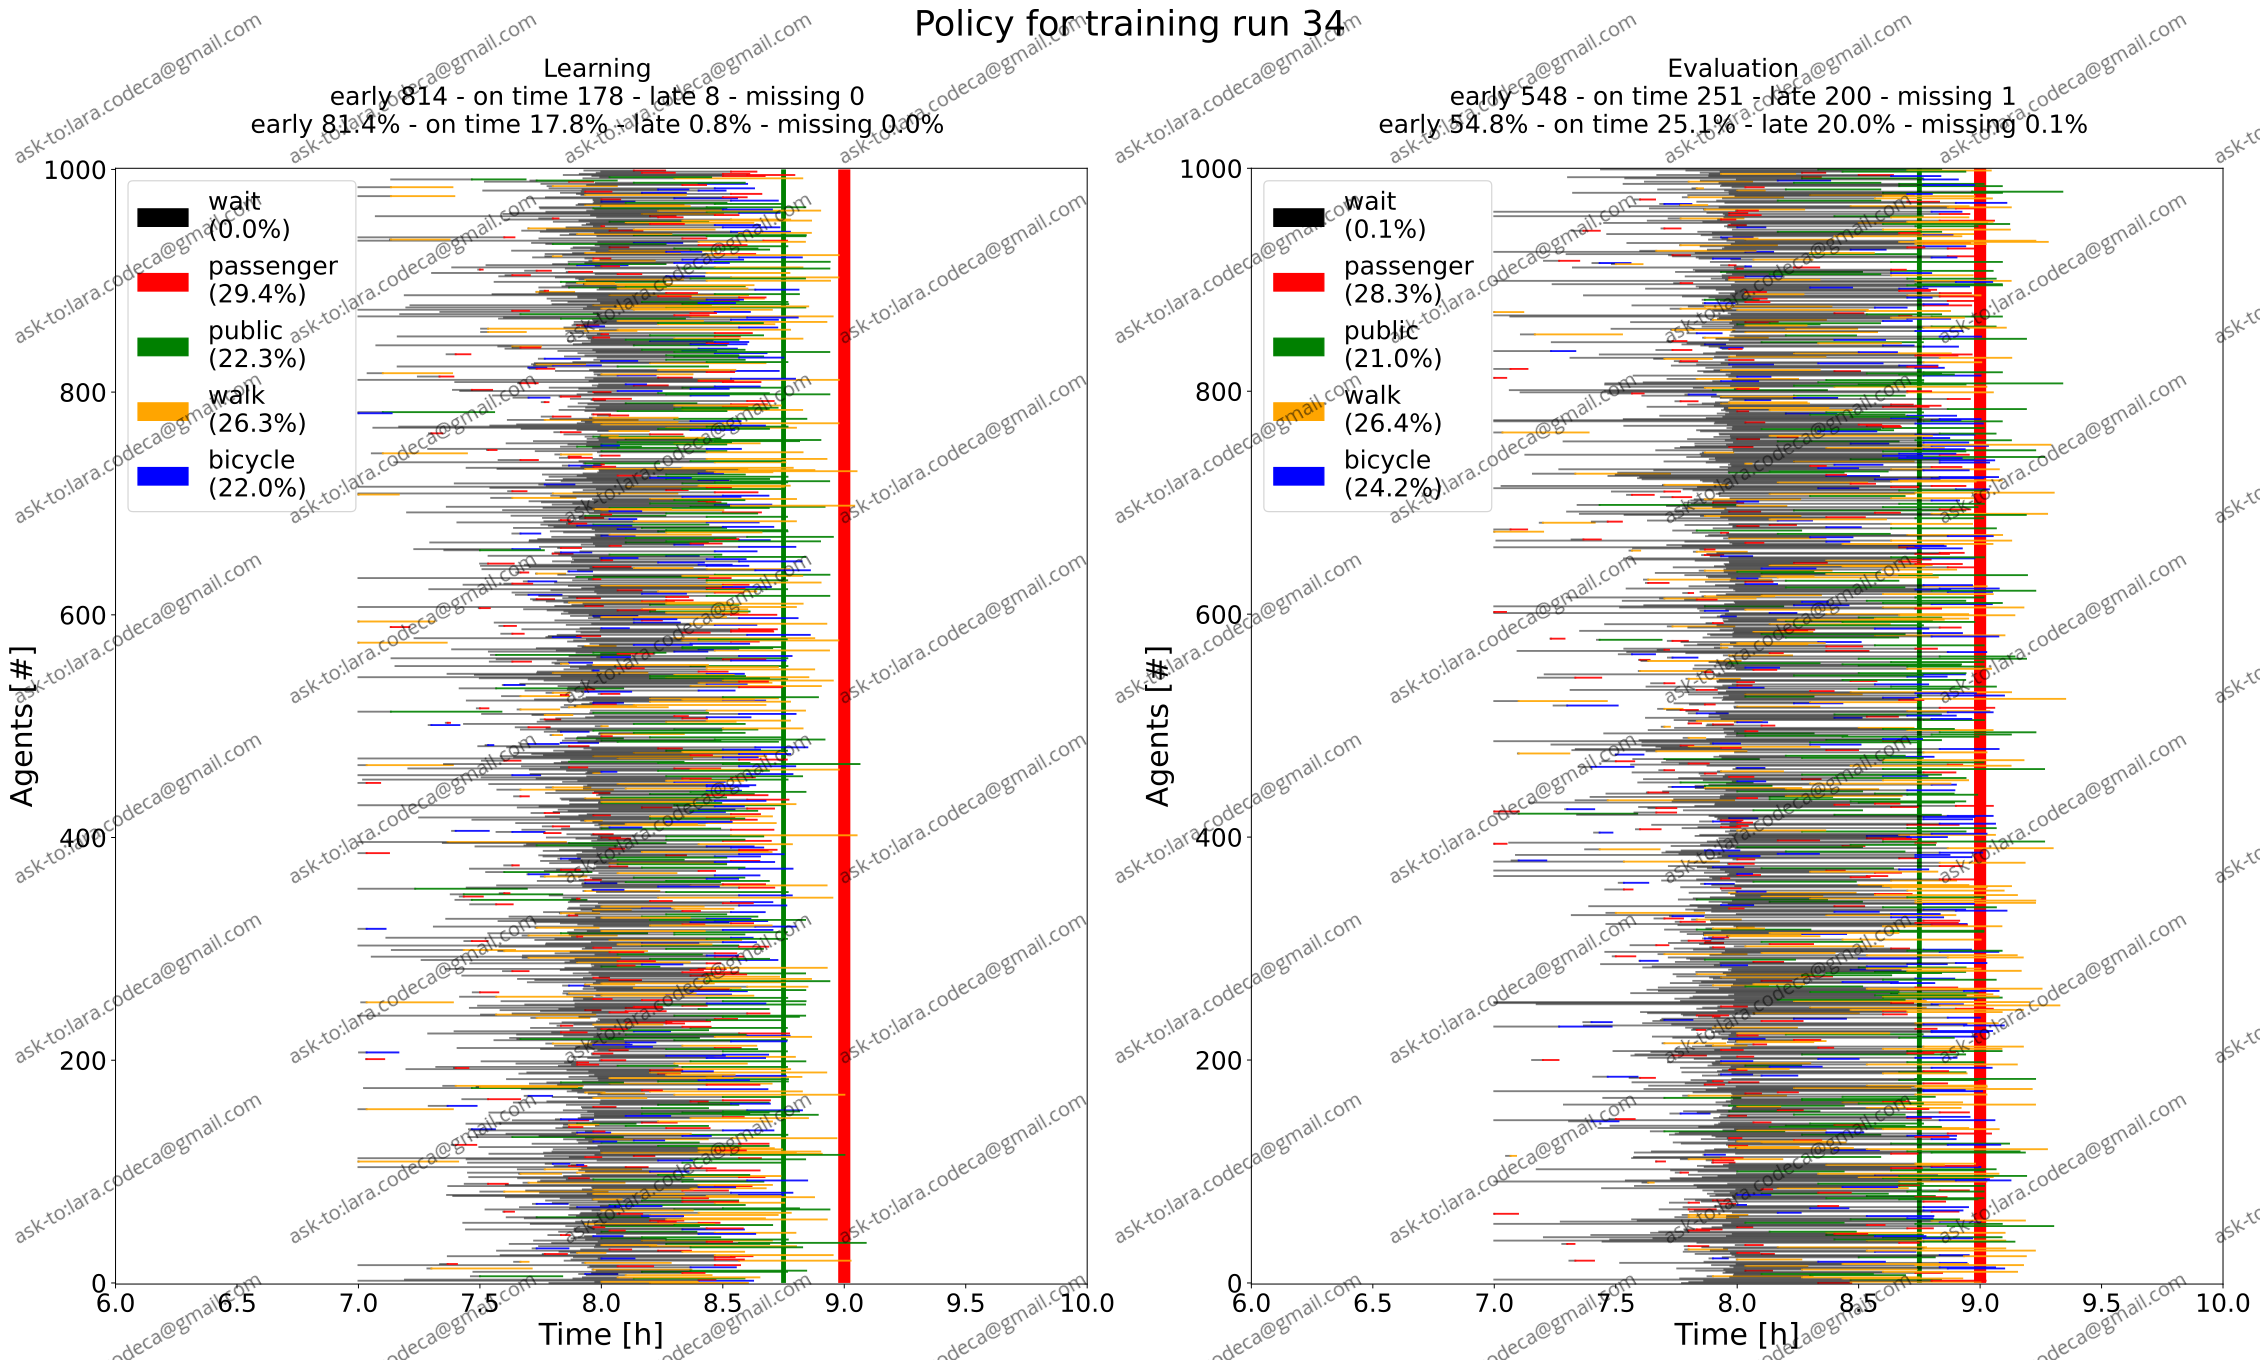 Policy for training run 34
Learning
early 814 - on time 178 - late 8 - missing 0
early 81.4% - on time 17.8% - late 0.8% - missing 0.0%
1000
800
600
400
200
0
Agents [#]
wait
(0.0%)
passenger
(29.4%)
public
(22.3%)
walk
(26.3%)
bicycle
(22.0%)
6.0 6.5 7.0 7.5 8.0 8.5 9.0 9.5 10.0
Time [h]
Evaluation
early 548 - on time 251 - late 200 - missing 1
early 54.8% - on time 25.1% - late 20.0% - missing 0.1%
1000
800
600
400
200
0
Agents [#]
wait
(0.1%)
passenger
(28.3%)
public
(21.0%)
walk
(26.4%)
bicycle
(24.2%)
6.0 6.5 7.0 7.5 8.0 8.5 9.0 9.5 10.0
Time [h]
ask-to:lara.codeca@gmail.com